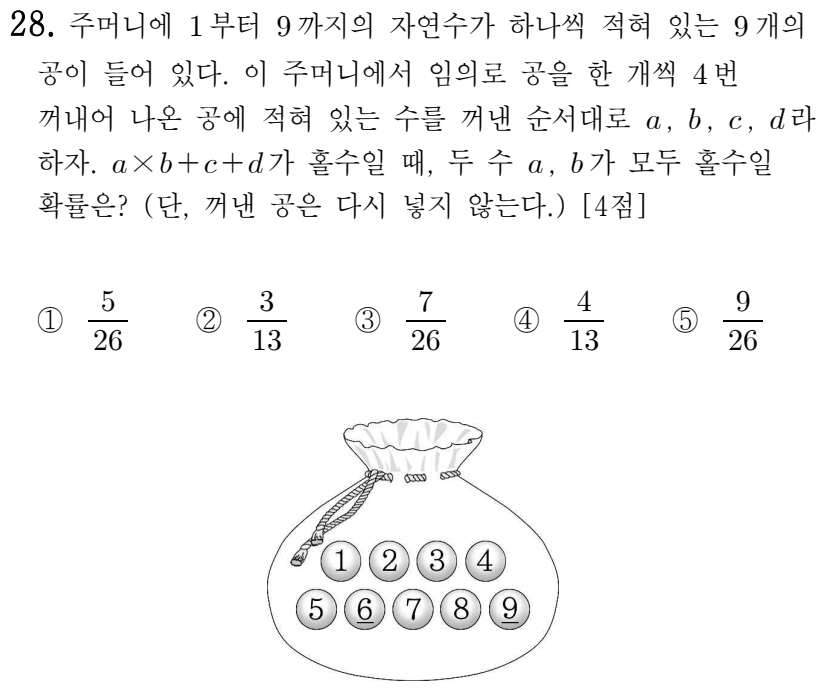 28. 주머니에 1부터 9까지의 자연수가 하나씩 적혀 있는 9개의
공이 들어 있다. 이 주머니에서 임의로 공을 한 개씩 4번
꺼내어 나온 공에 적혀 있는 수를 꺼낸 순서대로 a, b, c, d라
하자. a×b+c+d가 홀수일 때, 두 수 a, b가 모두 홀수일
확률은? (단, 꺼낸 공은 다시 넣지 않는다.) [4점]
① 5/26 ② 3/13 ③ 7/26 ④ 4/13 ⑤ 9/26
1 2 3 4
5 6 7 8 9